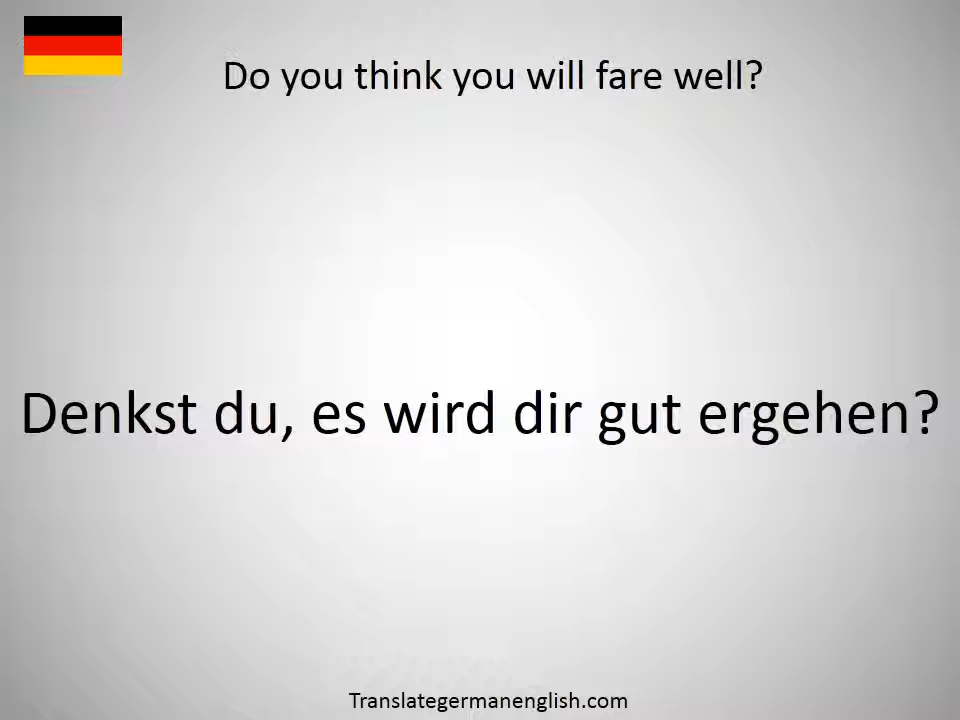 Do you think you will fare well?
Denkst du, es wird dir gut ergehen?
Translategermanenglish.com